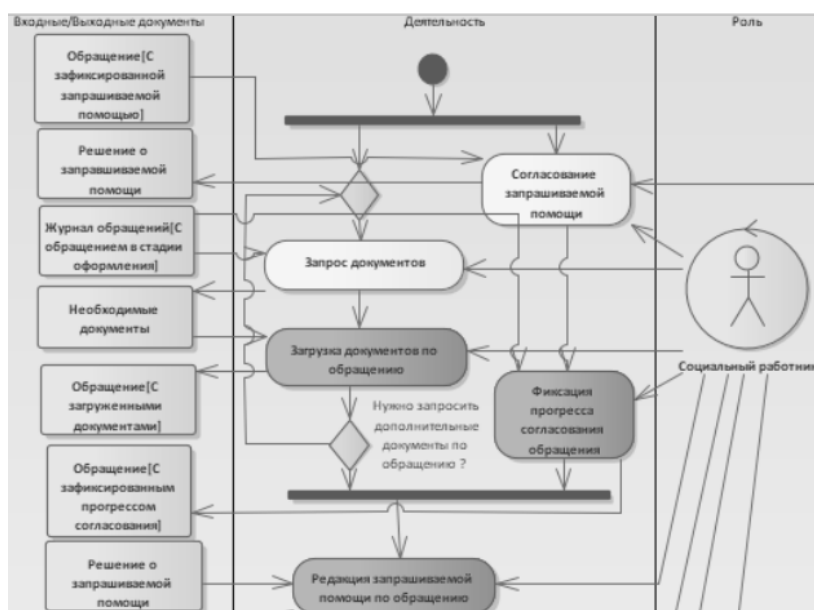 Входные/Выходные документы
Деятельность
Роль
Обращение[С
зафиксированной
запрашиваемой
помощью]
Решение о
заправшиваемой
помощи
Журнал обращений[С
обращением в стадии
оформления]
Необходимые
документы
Обращение[С
загруженными
документами]
Обращение[С
зафиксированным
прогрессом
согласования]
Решение о
запрашиваемой
помощи
Согласование
запрашиваемой
помощи
Запрос документов
Загрузка документов по
обращению
Нужно запросить
дополнительные
документы по
обращению ?
Фиксация
прогресса
согласования
обращения
Редакция запрашиваемой
помощи по обращению
Социальный работник